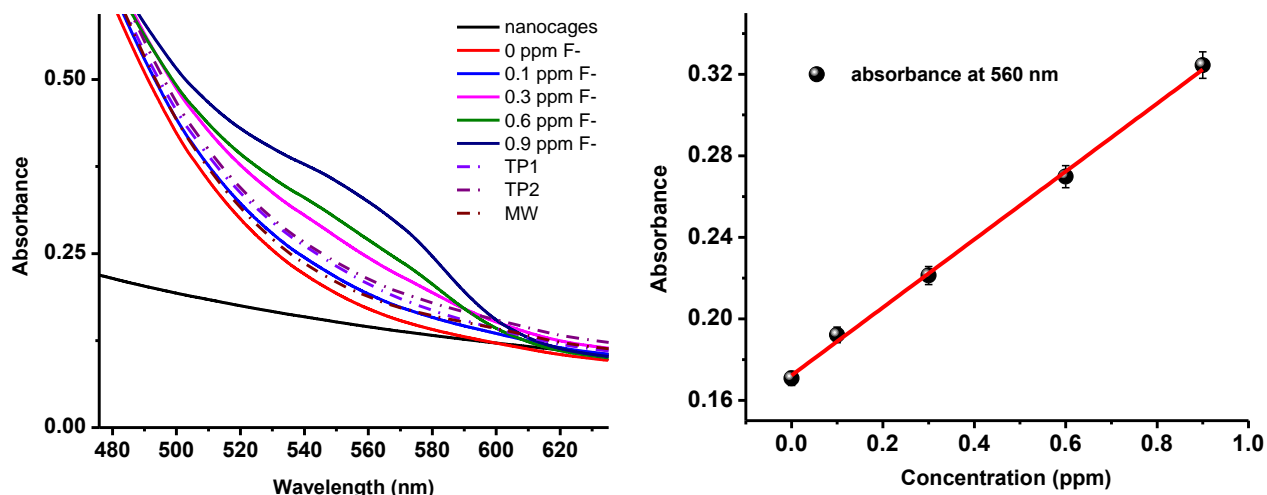 nanocages
0 ppm F-
0.1 ppm F-
0.3 ppm F-
0.6 ppm F-
0.9 ppm F-
TP1
TP2
MW
0.50
0.25
0.00
Absorbance
480 500 520 540 560 580 600 620
Wavelength (nm)
absorbance at 560 nm
0.32
0.28
0.24
0.20
0.16
Absorbance
0.0 0.2 0.4 0.6 0.8 1.0
Concentration (ppm)